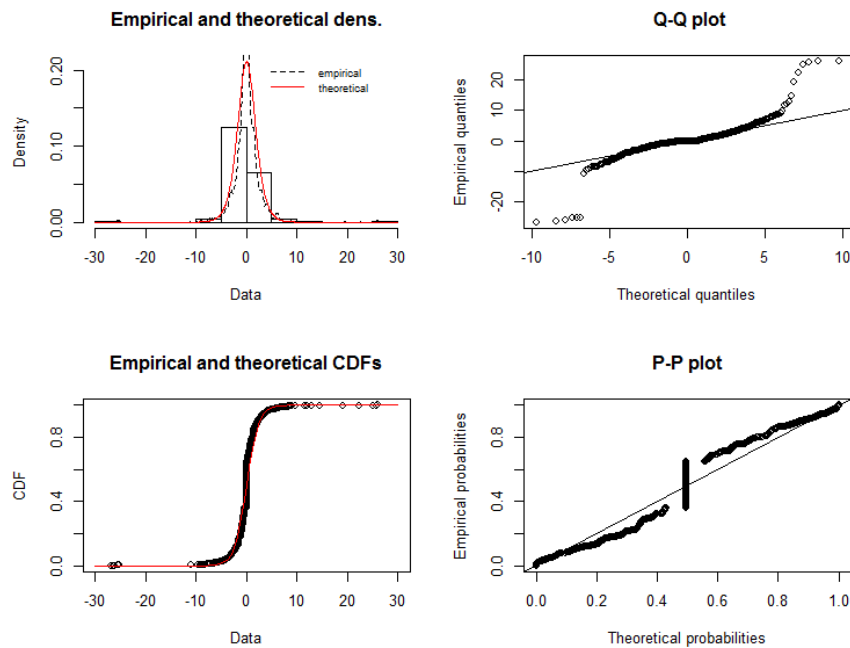 Empirical and theoretical dens.
Density
0.00 0.10 0.20
empirical
theoretical
-30 -20 -10 0 10 20 30
Data
Q-Q plot
Empirical quantiles
-20 0 10 20
-10 -5 0 5 10
Theoretical quantiles
Empirical and theoretical CDFs
CDF
0.0 0.4 0.8
-30 -20 -10 0 10 20 30
Data
P-P plot
Empirical probabilities
0.0 0.4 0.8
0.0 0.2 0.4 0.6 0.8 1.0
Theoretical probabilities